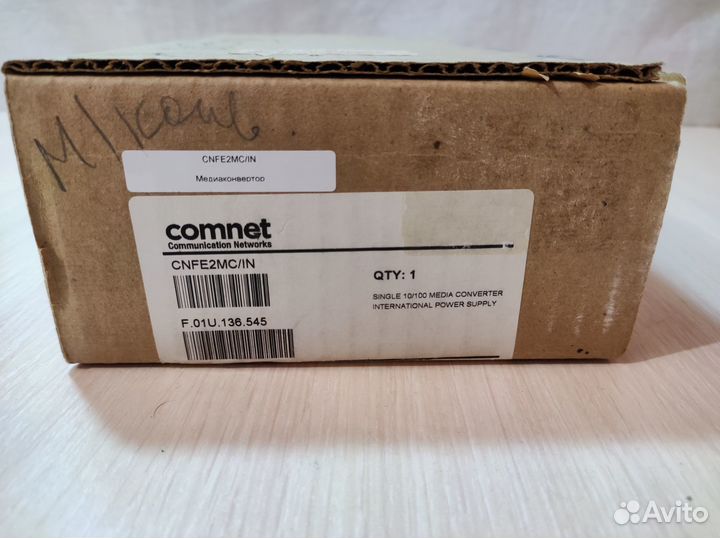 М/конв
CNFE2MC/IN
Медиаконвертор
comnet
Communication Networks
CNFE2MC/IN
QTY: 1
SINGLE 10/100 MEDIA CONVERTER
INTERNATIONAL POWER SUPPLY
F.01U.136.545
Avito